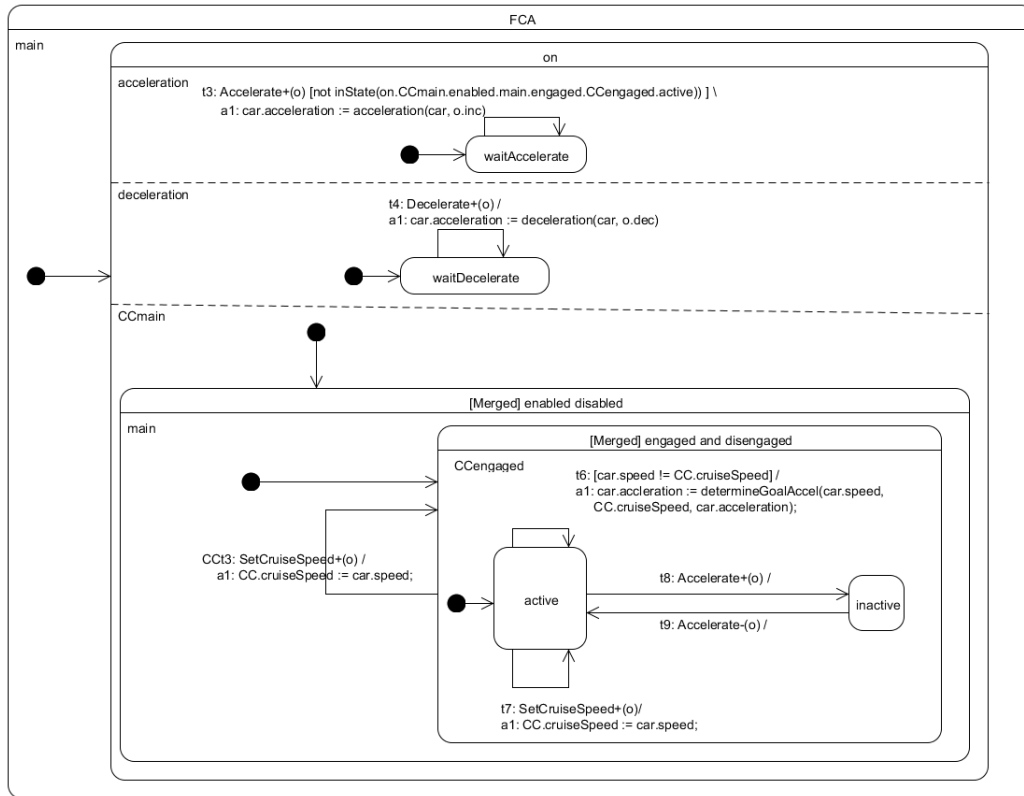 FCA
main
on
acceleration
t3: Accelerate+(o) [not inState(on.CCmain.enabled.main.engaged.CCengaged.active)) ] \
a1: car.acceleration := acceleration(car, o.inc)
waitAccelerate
deceleration
t4: Decelerate+(o) /
a1: car.acceleration := deceleration(car, o.dec)
waitDecelerate
CCmain
[Merged] enabled disabled
main
[Merged] engaged and disengaged
CCengaged
t6: [car.speed != CC.cruiseSpeed] /
a1: car.accleration := determineGoalAccel(car.speed,
CC.cruiseSpeed, car.acceleration);
CCt3: SetCruiseSpeed+(o) /
a1: CC.cruiseSpeed := car.speed;
active
t8: Accelerate+(o) /
inactive
t9: Accelerate-(o) /
t7: SetCruiseSpeed+(o)/
a1: CC.cruiseSpeed := car.speed;